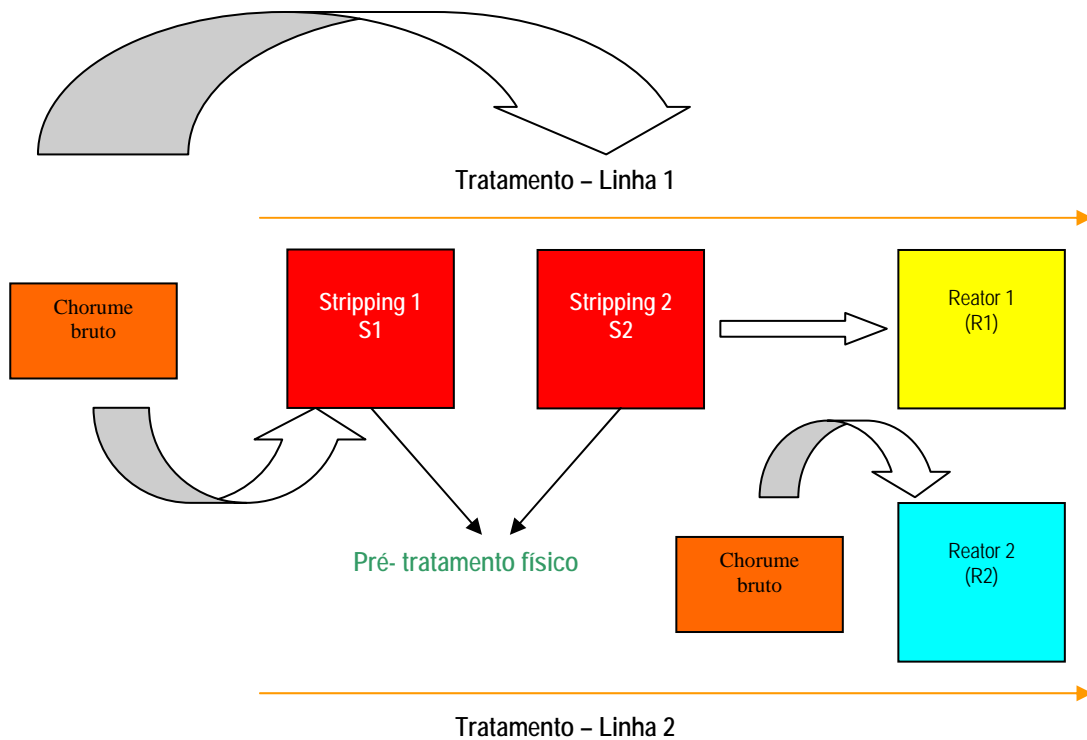 Tratamento – Linha 1
Chorume
bruto
Stripping 1
S1
Stripping 2
S2
Reator 1
(R1)
Pré- tratamento físico
Chorume
bruto
Reator 2
(R2)
Tratamento – Linha 2